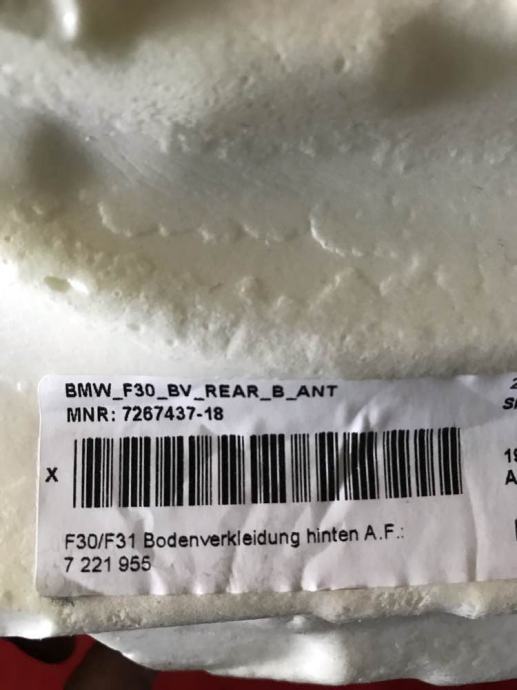 BMW_F30_BV_REAR_B_ANT
MNR: 7267437-18
X
F30/F31 Bodenverkleidung hinten A.F.:
7 221 955